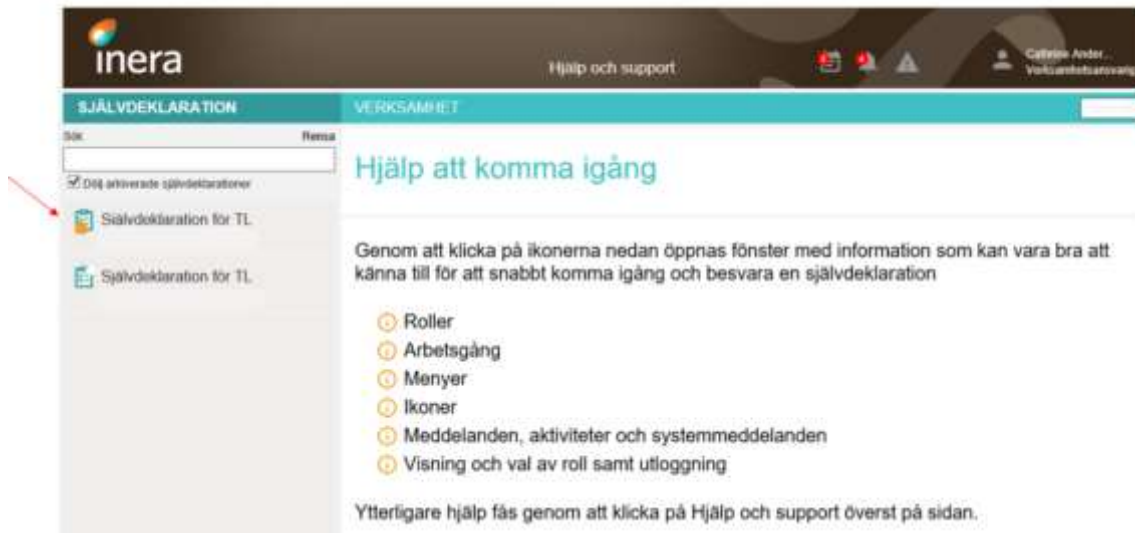 inera
Hjälp och support
Cathrine Ander...
Verksamhetsansvarig
SJÄLVDEKLARATION
VERKSAMHET
Sök
Rensa
Dölj arkiverade självdeklarationer
Självdeklaration för TL
Självdeklaration för TL
Hjälp att komma igång
Genom att klicka på ikonerna nedan öppnas fönster med information som kan vara bra att
känna till för att snabbt komma igång och besvara en självdeklaration
Roller
Arbetsgång
Menyer
Ikoner
Meddelanden, aktiviteter och systemmeddelanden
Visning och val av roll samt utloggning
Ytterligare hjälp fås genom att klicka på Hjälp och support överst på sidan.